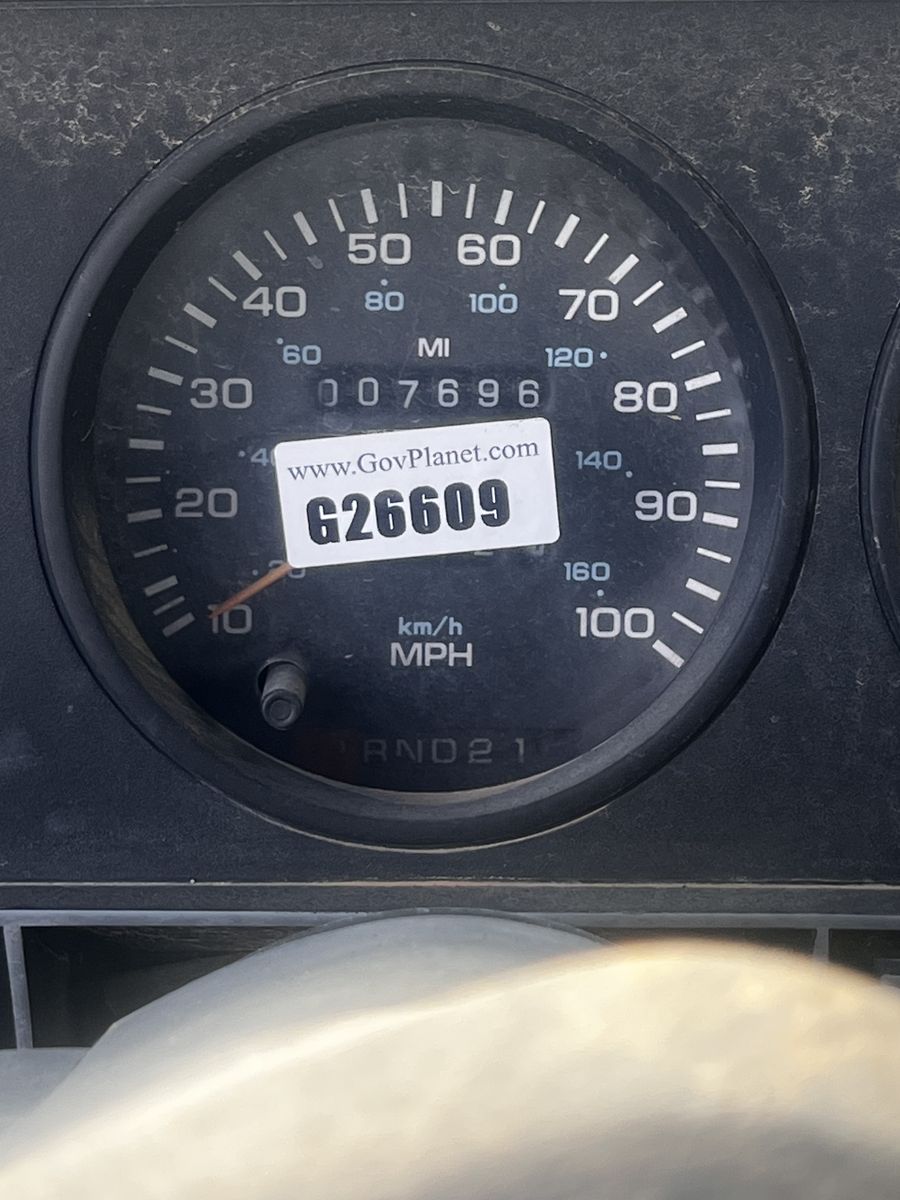 50 60
40 80 100 70
60 MI 120
30 007696 80
www.GovPlanet.com 140
20 G26609 90
160
10 km/h 100
MPH
RND21